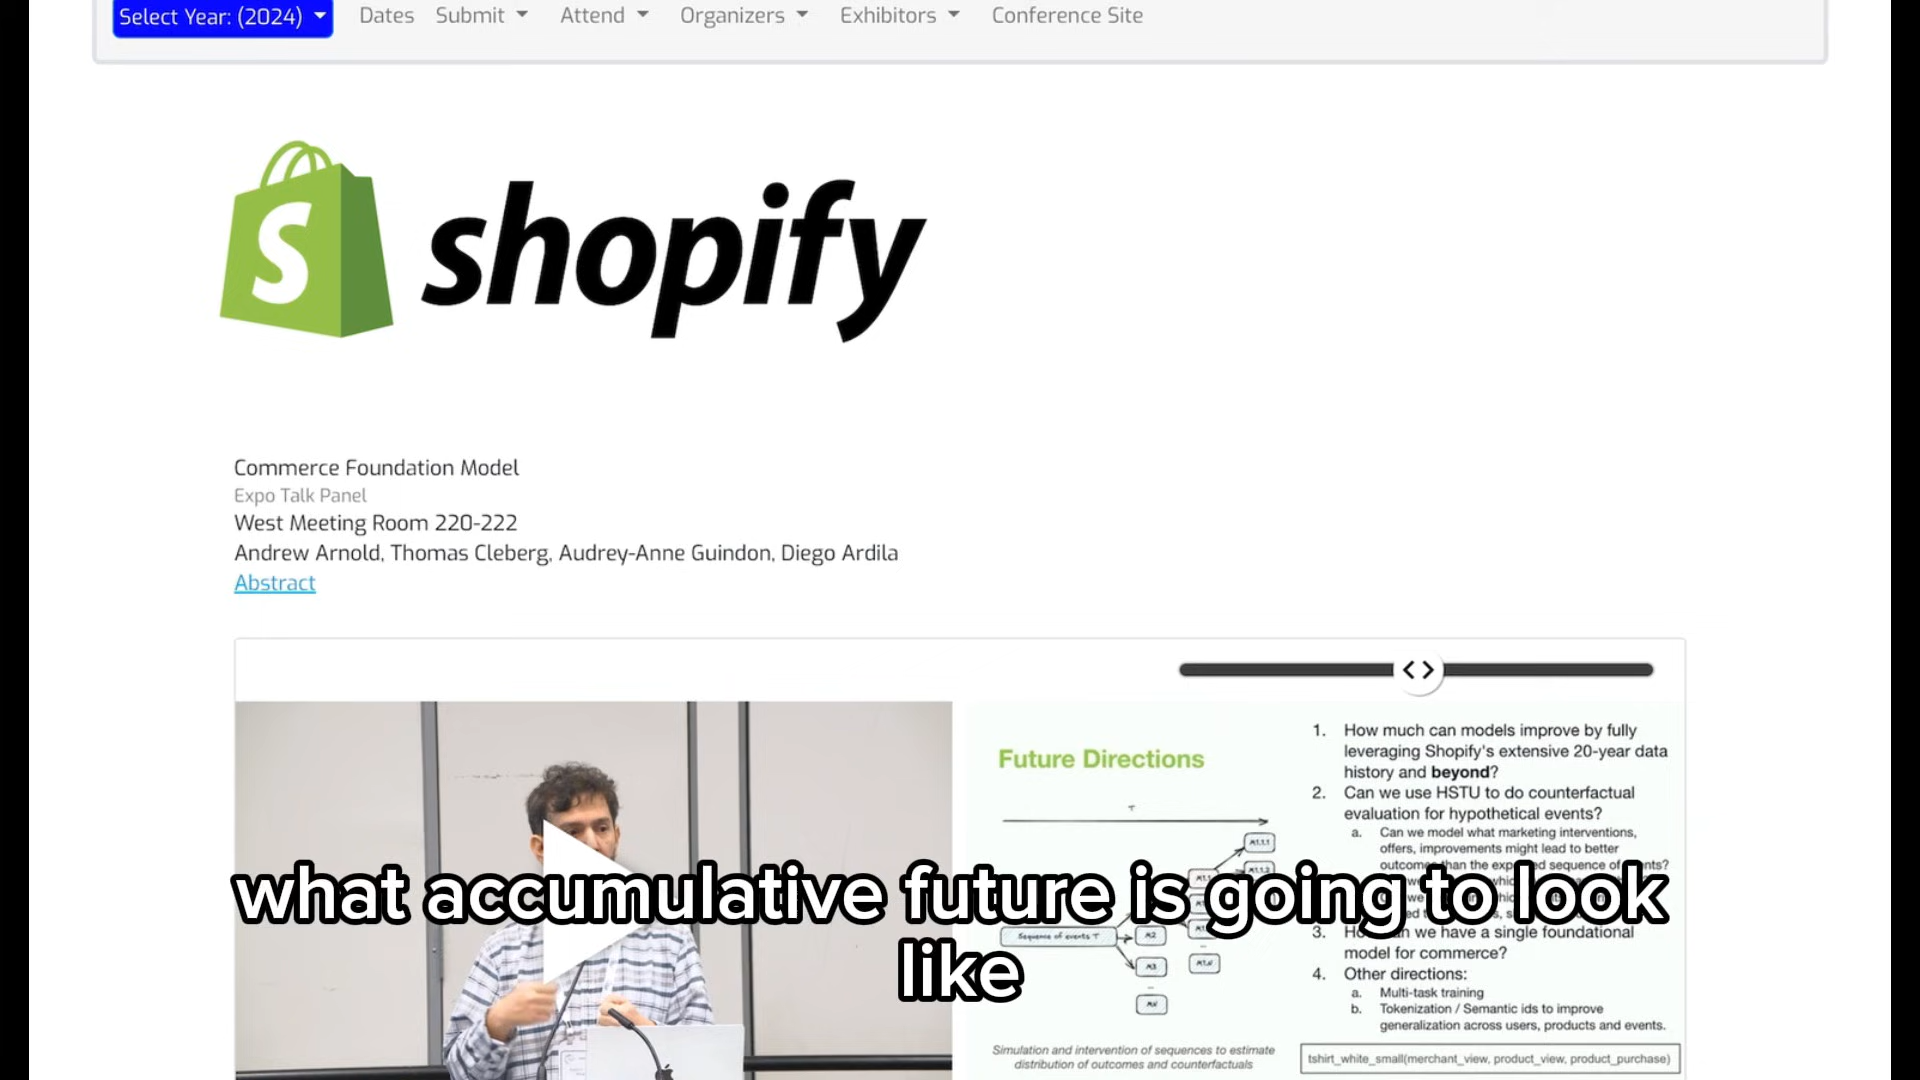 Select Year: (2024)
Dates
Submit
Attend
Organizers
Exhibitors
Conference Site
shopify
Commerce Foundation Model
Expo Talk Panel
West Meeting Room 220-222
Andrew Arnold, Thomas Cleberg, Audrey-Anne Guindon, Diego Ardila
Abstract
Future Directions
Sequence of events T
M2
M3
Simulation and intervention of sequences to estimate
distribution of outcomes and counterfactuals
1. How much can models improve by fully
leveraging Shopify's extensive 20-year data
history and beyond?
2. Can we use HSTU to do counterfactual
evaluation for hypothetical events?
a. Can we model what marketing interventions,
offers, improvements might lead to better
3.
model for commerce?
we have a single foundational
4. Other directions:
a. Multi-task training
b. Tokenization / Semantic ids to improve
generalization across users, products and events.
tshirt_white_small(merchant_view, product_view, product_purchase)
what accumulative future is going to look
like